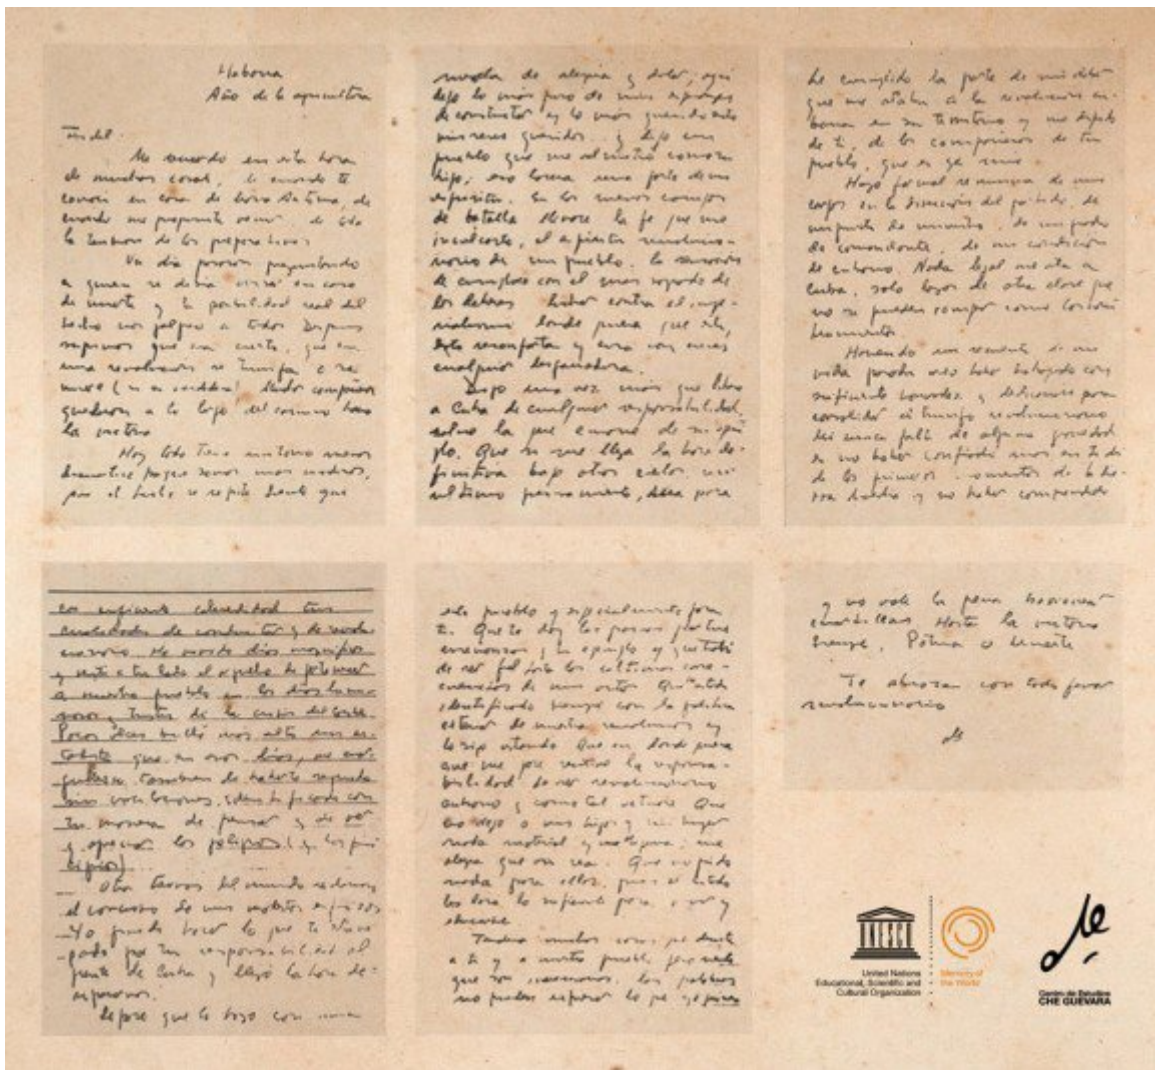 Habana
Año de la agricultura
Fidel:
Me acuerdo en esta hora
de muchas cosas, de cuando te
conocí en casa de María Antonia, de
cuando me propusiste venir, de toda
la tensión de los preparativos
Un día pasaron preguntando
a quien se debía avisar en caso
de muerte y la posibilidad real del
hecho nos golpeó a todos Después
supimos que era cierto, que en
una revolución se triunfa o se
muere (si es verdadera) Muchos compañeros
quedaron a lo largo del camino hacia
la victoria
Hoy todo tiene un tono menos
dramático porque somos más maduros,
pero el hecho se repite. Siento que
he cumplido la parte de mi deber
que me ataba a la revolución cu-
bana en su territorio y me despido
de ti, de los compañeros, de tu
pueblo, que es ya mío.
Hago formal renuncia de mis
cargos en la dirección del partido, de
mi puesto de ministro, de mi grado
de comandante, de mi condición
de cubano. Nada legal me ata a
Cuba, solo lazos de otra clase que
no se pueden romper como los nom
bramientos.
Haciendo un recuento de mi
vida pasada creo haber trabajado con
suficiente honradez y dedicación para
consolidar el triunfo revolucionario
Mi única falta de alguna gravedad
es no haber confiado más en ti des
de los primeros momentos de la Sie-
rra Maestra y no haber comprendido
con suficiente celeridad tus
cualidades de conductor y de revolu
cionario He vivido días magníficos
y sentí a tu lado el orgullo de pertenecer
a nuestro pueblo en los días lumi-
nosos y tristes de la crisis del Caribe.
Pocas veces brilló más alto un es-
tadista que en esos días, me enor
gullezco también de haberte seguido
sin vacilaciones, identificado con
tu manera de pensar y de ver
y apreciar los peligros (y los prin
cipios)
Otras tierras del mundo reclaman
el concurso de mis modestos esfuerzos
Yo puedo hacer lo que te está ne
gado por tu responsabilidad al
frente de Cuba y llegó la hora de
separarnos.
Sépase que lo hago con una
mezcla de alegría y dolor; aquí
dejo lo más puro de mis esperanzas
de constructor y lo más querido entre
mis seres queridos y dejo un
pueblo que me admitió como un
hijo; eso lacera una parte de mi
espíritu. En los nuevos campos
de batalla llevaré la fe que me
inculcaste, el espíritu revolucio-
nario de mi pueblo, la sensación
de cumplir con el más sagrado de
los deberes: luchar contra el impe-
rialismo donde quiera que esté;
esto reconforta y cura con creces
cualquier desgarradura.
Digo una vez más que libero
a Cuba de cualquier responsabilidad,
salvo la que emane de su ejem
plo. Que si me llega la hora de-
finitiva bajo otros cielos, mi
último pensamiento, será para
este pueblo y especialmente para
ti. Que te doy las gracias por tus
enseñanzas y tu ejemplo y que trataré
de ser fiel hasta las últimas conse-
cuencias de mis actos Que he estado
identificado siempre con la política
exterior de nuestra revolución y
lo sigo estando Que en donde quiera
que me pare sentiré la responsa-
bilidad de ser revolucionario
cubano y como tal actuaré Que
no dejo a mis hijos y mi mujer
nada material y no me apena: me
alegra que así sea. Que no pido
nada para ellos, pues el estado
les dará lo suficiente para vivir y
educarse.
Tendría muchas cosas que decirte
a ti y a nuestro pueblo pero siento
que son innecesarias, las palabras
no pueden expresar lo que yo quisiera
y no vale la pena borronear
cuartillas Hasta la victoria
siempre, Patria o Muerte
Te abraza con todo fervor
revolucionario
Che
United Nations
Educational, Scientific and
Cultural Organization
Memory of
the World
Che
Centro de Estudios
CHE GUEVARA